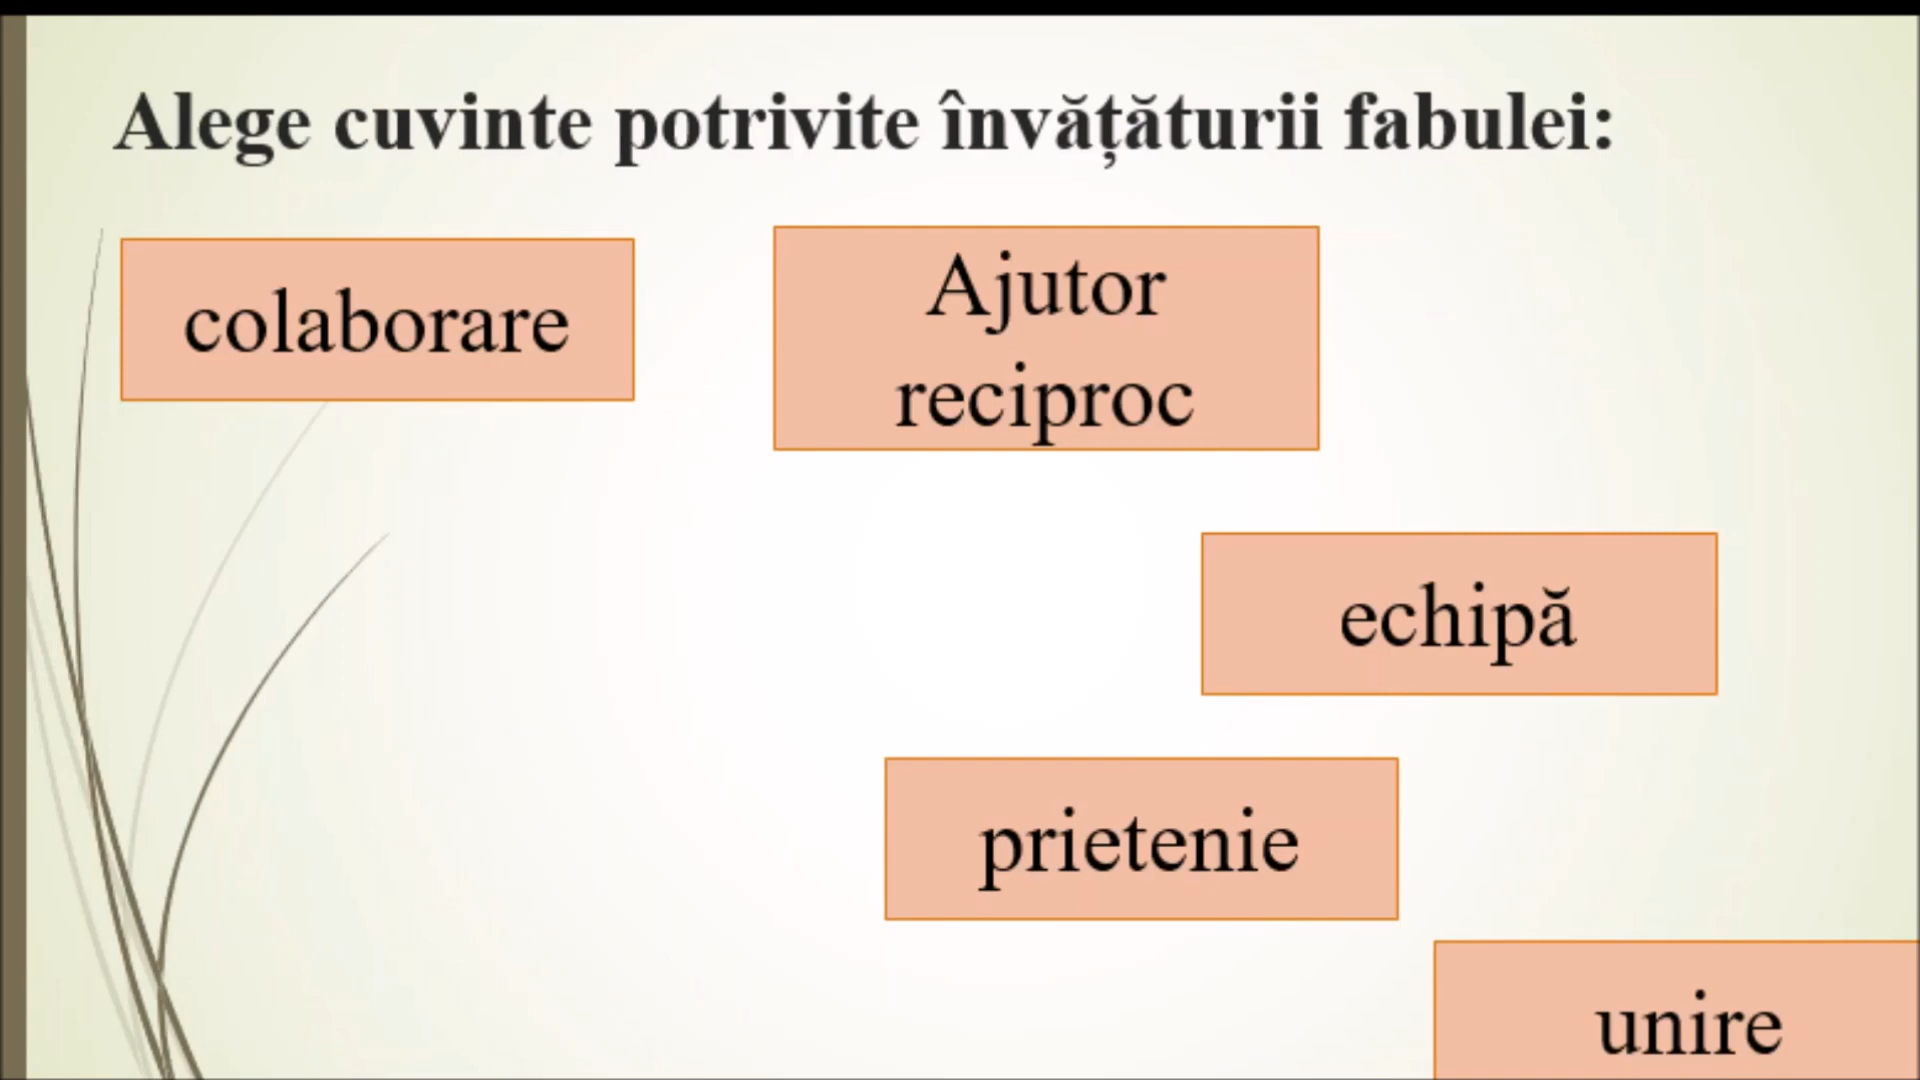 Alege cuvinte potrivite învățăturii fabulei:
colaborare
Ajutor
reciproc
echipă
prietenie
unire